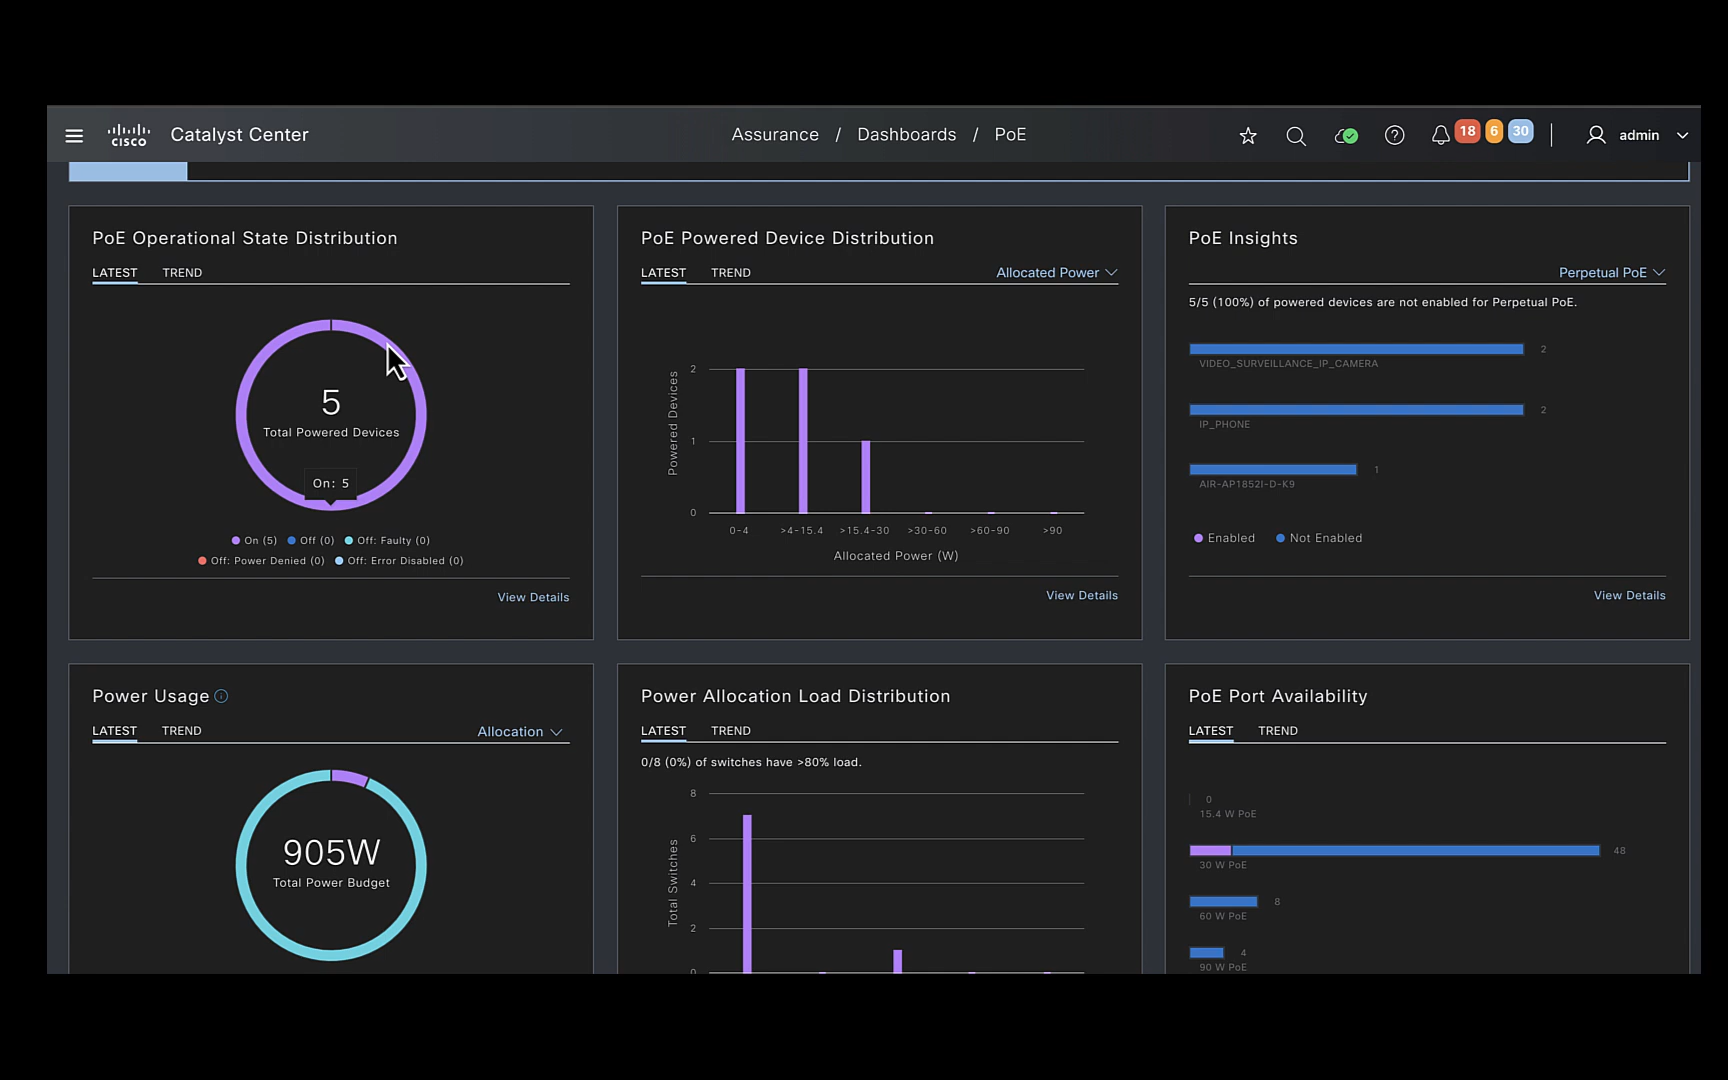 CISCO
Catalyst Center
Assurance / Dashboards / PoE
18 6 30
admin
PoE Operational State Distribution
LATEST TREND
5
Total Powered Devices
On: 5
On (5) Off (0) Off: Faulty (0)
Off: Power Denied (0) Off: Error Disabled (0)
View Details
PoE Powered Device Distribution
LATEST TREND
Allocated Power
Powered Devices
2
1
0
0-4 >4-15.4 >15.4-30 >30-60 >60-90 >90
Allocated Power (W)
View Details
PoE Insights
Perpetual PoE
5/5 (100%) of powered devices are not enabled for Perpetual PoE.
2
VIDEO_SURVEILLANCE_IP_CAMERA
2
IP_PHONE
1
AIR-AP1852I-D-K9
Enabled Not Enabled
View Details
Power Usage
LATEST TREND
Allocation
905W
Total Power Budget
Power Allocation Load Distribution
LATEST TREND
0/8 (0%) of switches have >80% load.
Total Switches
8
6
4
2
0
PoE Port Availability
LATEST TREND
0
15.4 W PoE
48
30 W PoE
8
60 W PoE
4
90 W PoE